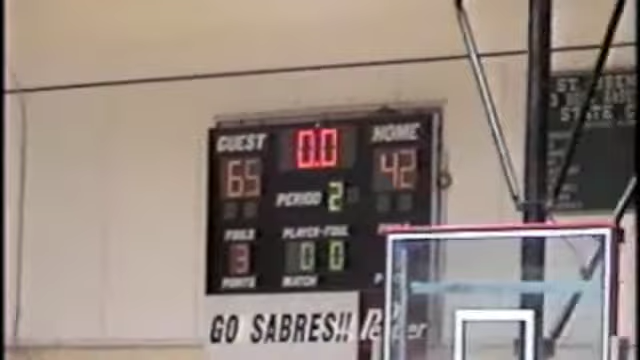 GUEST 0.0 HOME
65 42
PERIOD 2
FOULS PLAYER-FOUL
3 0 0
POINTS MATCH
GO SABRES!!